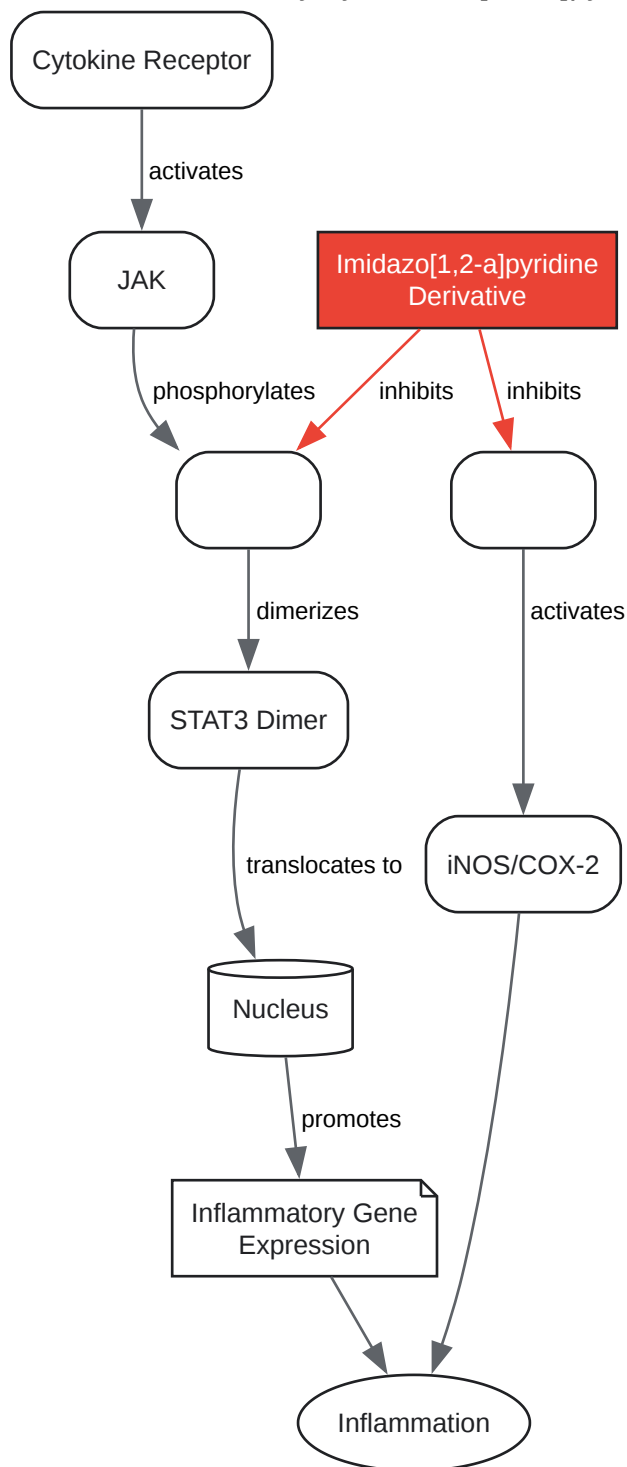 Cytokine Receptor
activates
JAK
Imidazo[1,2-a]pyridine
Derivative
phosphorylates
inhibits
inhibits
dimerizes
activates
STAT3 Dimer
translocates to
iNOS/COX-2
Nucleus
promotes
Inflammatory Gene
Expression
Inflammation